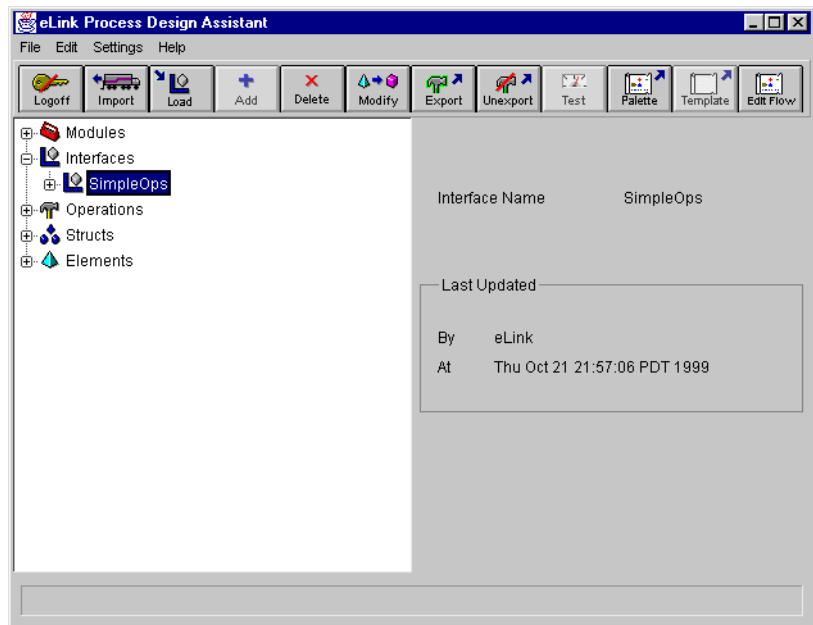 eLink Process Design Assistant
File Edit Settings Help
Logoff Import Load Add Delete Modify Export Unexport Test Palette Template Edit Flow
Modules
Interfaces
SimpleOps
Operations
Structs
Elements
Interface Name SimpleOps
Last Updated
By eLink
At Thu Oct 21 21:57:06 PDT 1999